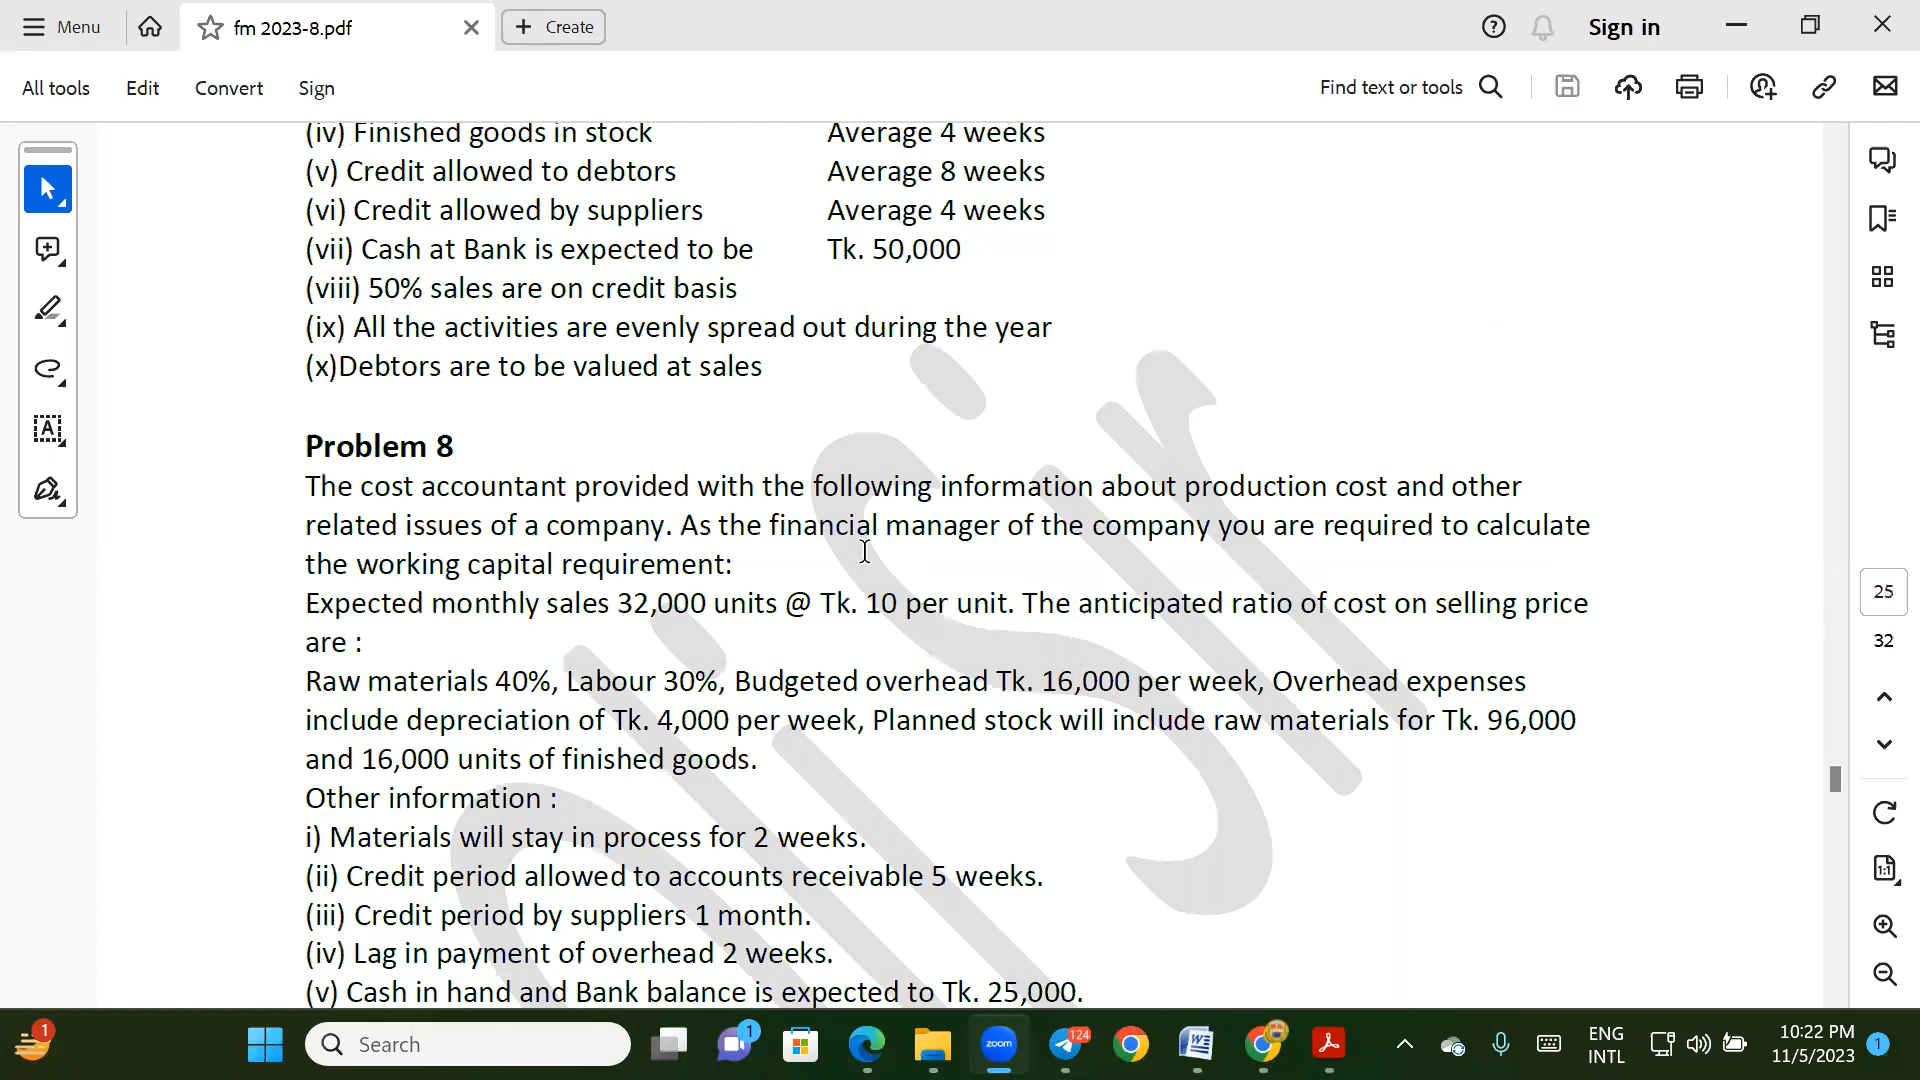 Menu
fm 2023-8.pdf
Create
Sign in
All tools
Edit
Convert
Sign
Find text or tools
(iv) Finished goods in stock Average 4 weeks
(v) Credit allowed to debtors Average 8 weeks
(vi) Credit allowed by suppliers Average 4 weeks
(vii) Cash at Bank is expected to be Tk. 50,000
(viii) 50% sales are on credit basis
(ix) All the activities are evenly spread out during the year
(x)Debtors are to be valued at sales
Problem 8
The cost accountant provided with the following information about production cost and other
related issues of a company. As the financial manager of the company you are required to calculate
the working capital requirement:
Expected monthly sales 32,000 units @ Tk. 10 per unit. The anticipated ratio of cost on selling price
are :
Raw materials 40%, Labour 30%, Budgeted overhead Tk. 16,000 per week, Overhead expenses
include depreciation of Tk. 4,000 per week, Planned stock will include raw materials for Tk. 96,000
and 16,000 units of finished goods.
Other information :
i) Materials will stay in process for 2 weeks.
(ii) Credit period allowed to accounts receivable 5 weeks.
(iii) Credit period by suppliers 1 month.
(iv) Lag in payment of overhead 2 weeks.
(v) Cash in hand and Bank balance is expected to Tk. 25,000.
25
32
1:1
1
Search
1
zoom
124
ENG
INTL
10:22 PM
11/5/2023
1